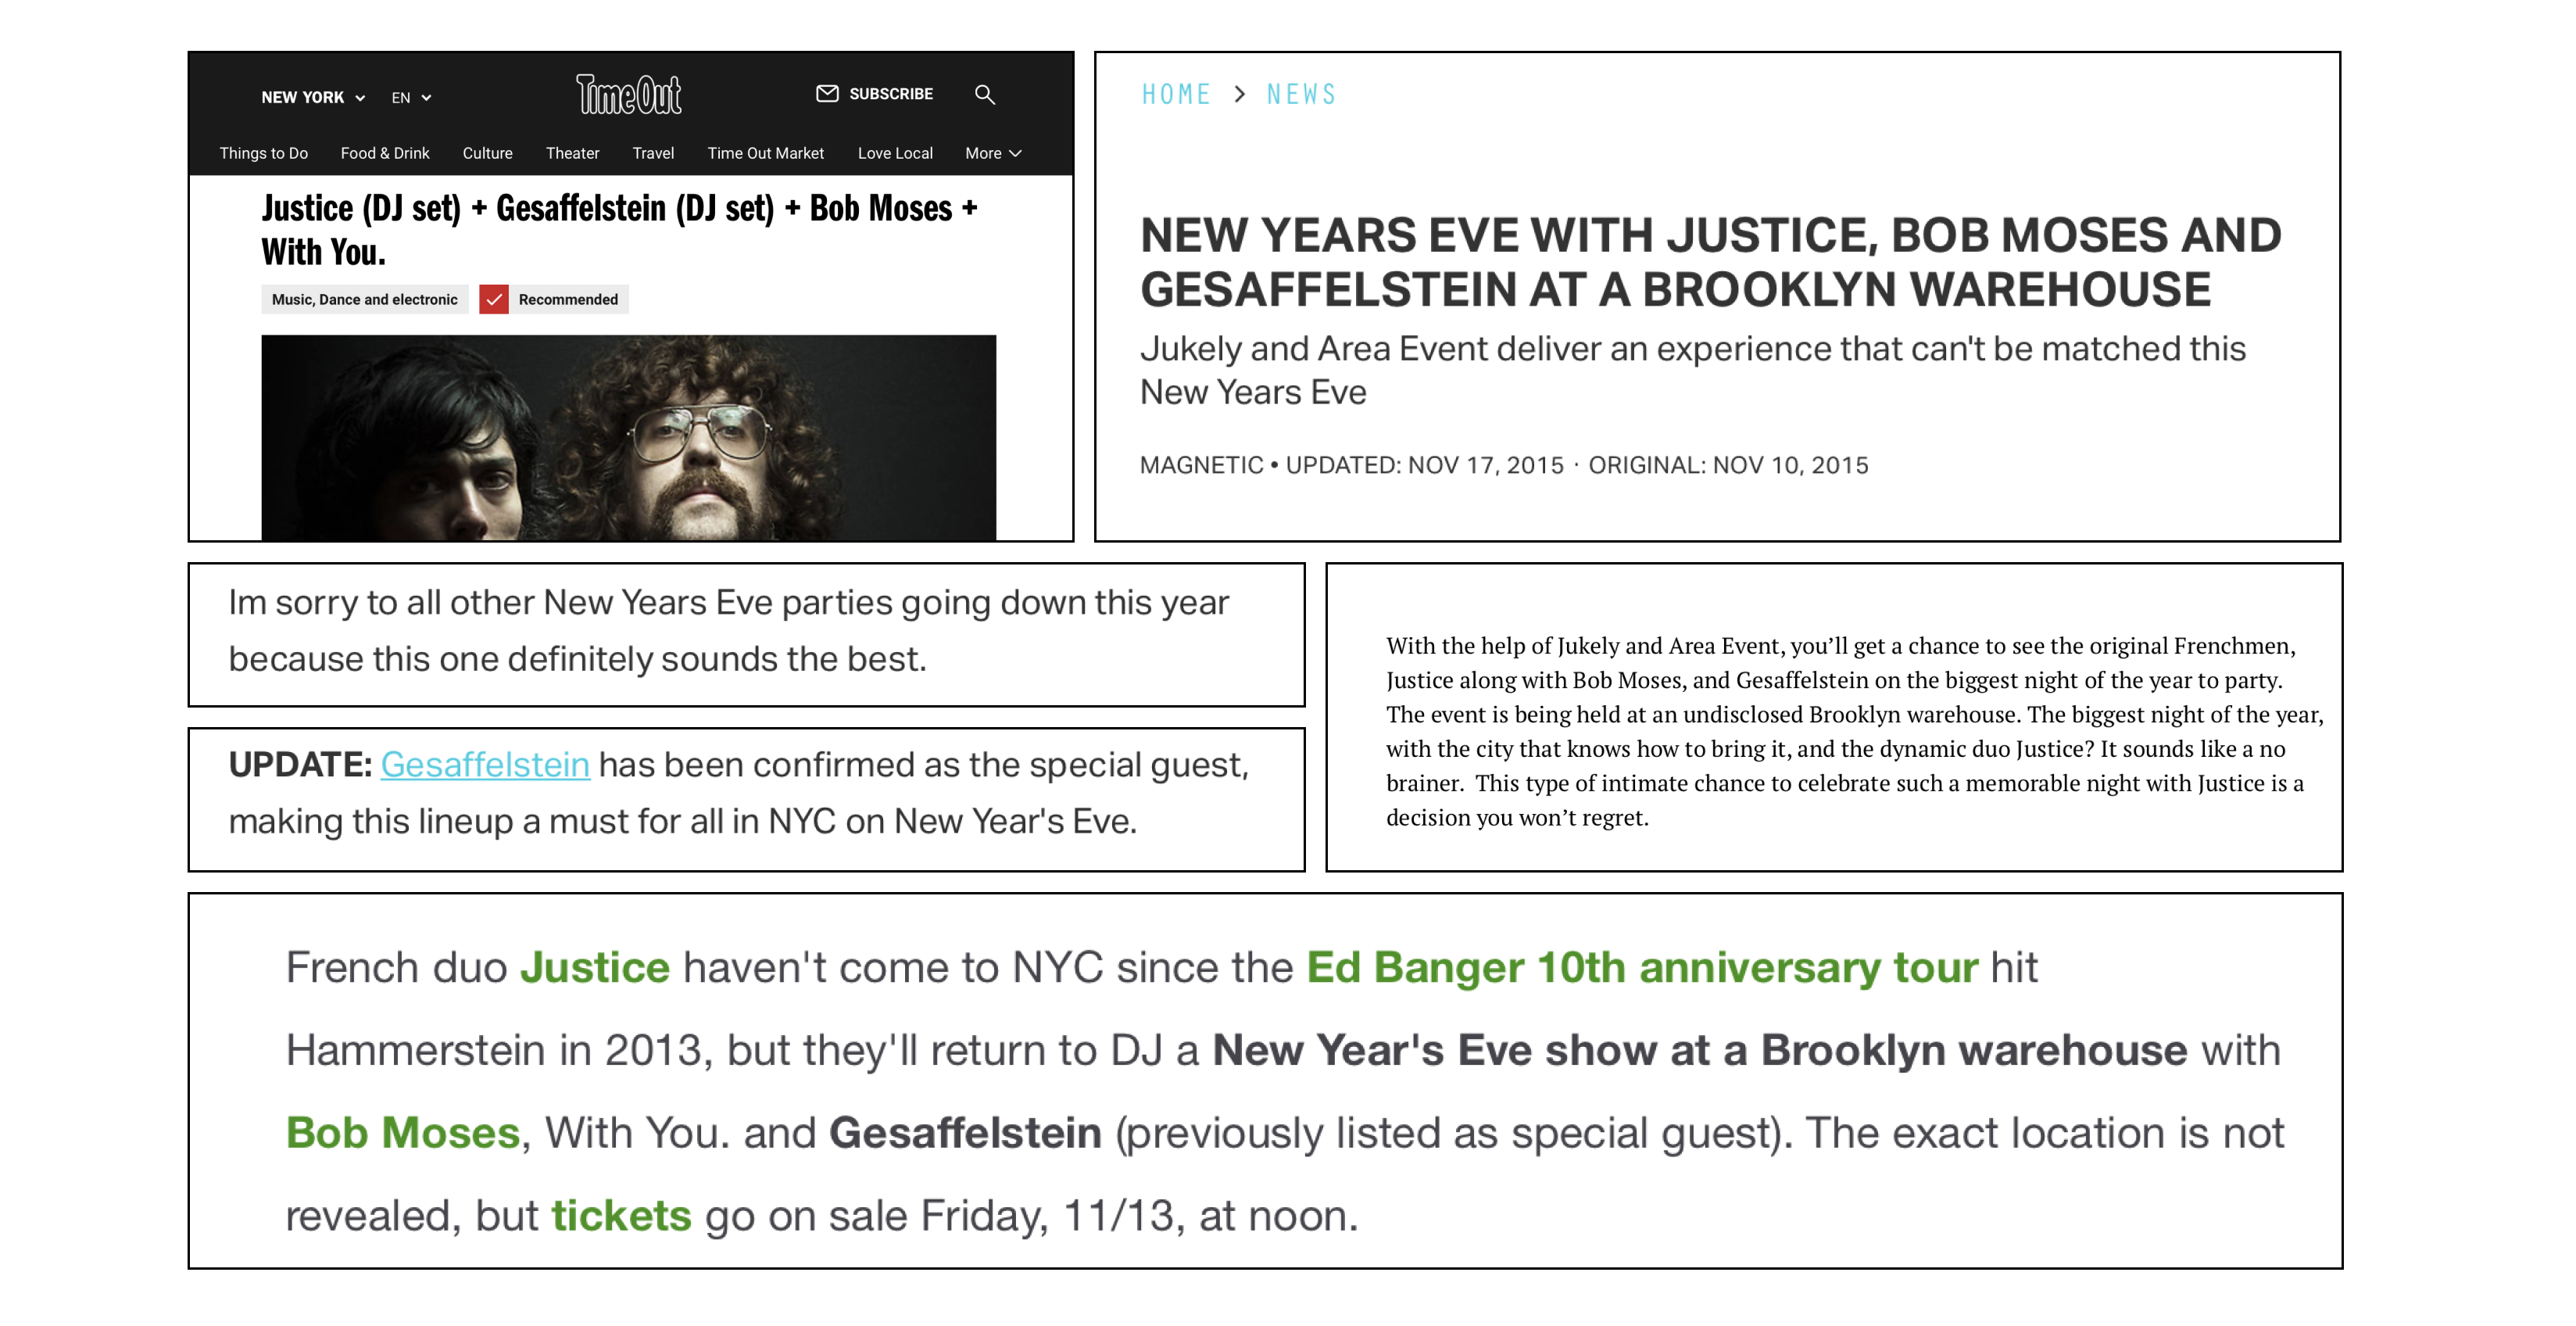 NEW YORK EN TimeOut SUBSCRIBE
Things to Do Food & Drink Culture Theater Travel Time Out Market Love Local More
Justice (DJ set) + Gesaffelstein (DJ set) + Bob Moses +
With You.
Music, Dance and electronic Recommended
HOME > NEWS
NEW YEARS EVE WITH JUSTICE, BOB MOSES AND
GESAFFELSTEIN AT A BROOKLYN WAREHOUSE
Jukely and Area Event deliver an experience that can't be matched this
New Years Eve
MAGNETIC • UPDATED: NOV 17, 2015 · ORIGINAL: NOV 10, 2015
Im sorry to all other New Years Eve parties going down this year
because this one definitely sounds the best.
UPDATE: Gesaffelstein has been confirmed as the special guest,
making this lineup a must for all in NYC on New Year's Eve.
With the help of Jukely and Area Event, you’ll get a chance to see the original Frenchmen,
Justice along with Bob Moses, and Gesaffelstein on the biggest night of the year to party.
The event is being held at an undisclosed Brooklyn warehouse. The biggest night of the year,
with the city that knows how to bring it, and the dynamic duo Justice? It sounds like a no
brainer.  This type of intimate chance to celebrate such a memorable night with Justice is a
decision you won’t regret.
French duo Justice haven't come to NYC since the Ed Banger 10th anniversary tour hit
Hammerstein in 2013, but they'll return to DJ a New Year's Eve show at a Brooklyn warehouse with
Bob Moses, With You. and Gesaffelstein (previously listed as special guest). The exact location is not
revealed, but tickets go on sale Friday, 11/13, at noon.